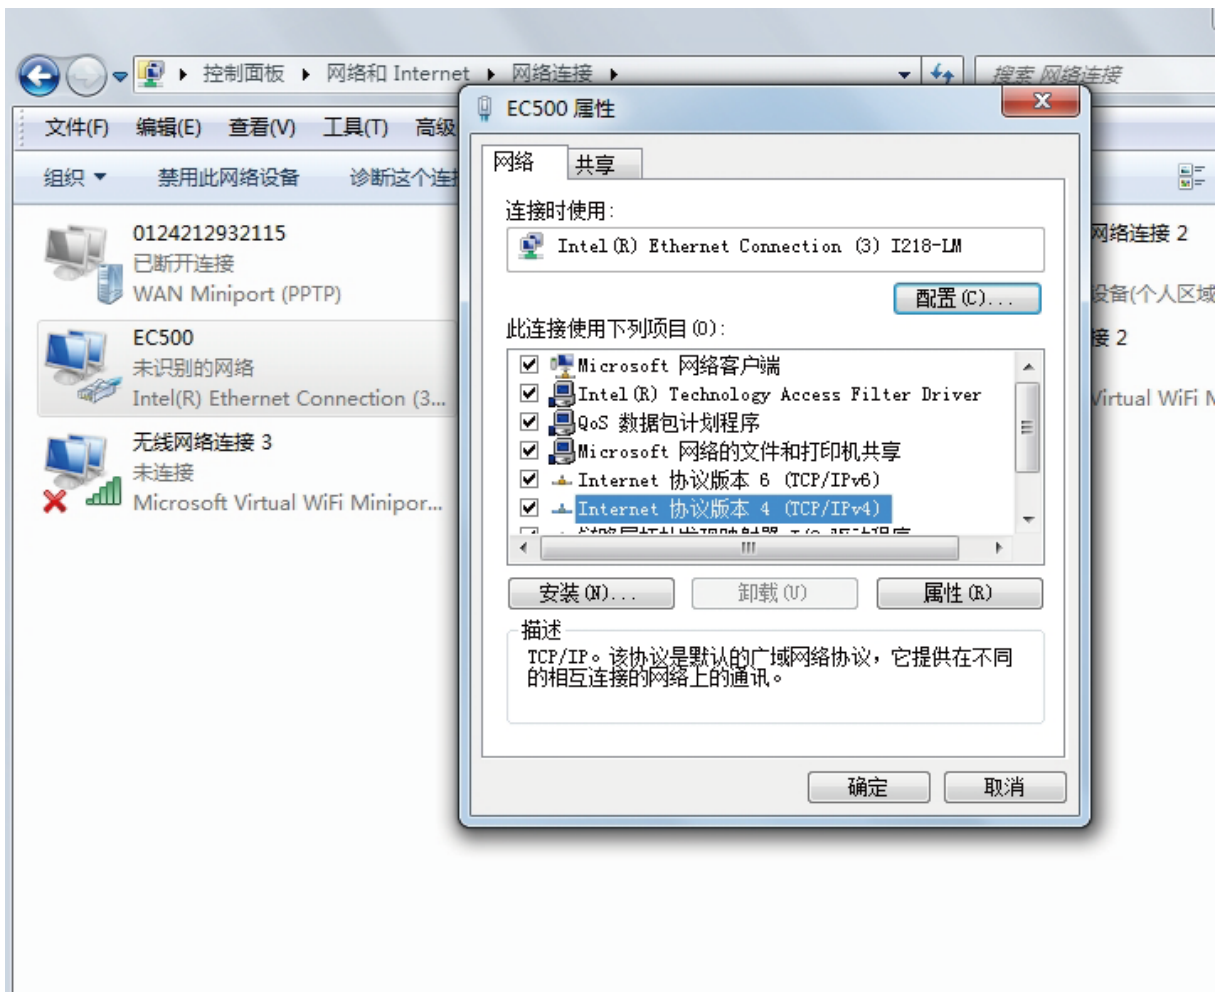 控制面板 ▸ 网络和 Internet ▸ 网络连接 ▸
搜索 网络连接
文件(F) 编辑(E) 查看(V) 工具(T) 高级
组织 禁用此网络设备 诊断这个连接
0124212932115
已断开连接
WAN Miniport (PPTP)
EC500
未识别的网络
Intel(R) Ethernet Connection (3...
无线网络连接 3
未连接
Microsoft Virtual WiFi Minipor...
EC500 属性
网络 共享
连接时使用:
Intel(R) Ethernet Connection (3) I218-LM
配置(C)...
此连接使用下列项目(O):
Microsoft 网络客户端
Intel(R) Technology Access Filter Driver
QoS 数据包计划程序
Microsoft 网络的文件和打印机共享
Internet 协议版本 6 (TCP/IPv6)
Internet 协议版本 4 (TCP/IPv4)
安装(N)... 卸载(U) 属性(R)
描述
TCP/IP。该协议是默认的广域网络协议，它提供在不同
的相互连接的网络上的通讯。
确定 取消
网络连接 2
设备(个人区域
接 2
Virtual WiFi M